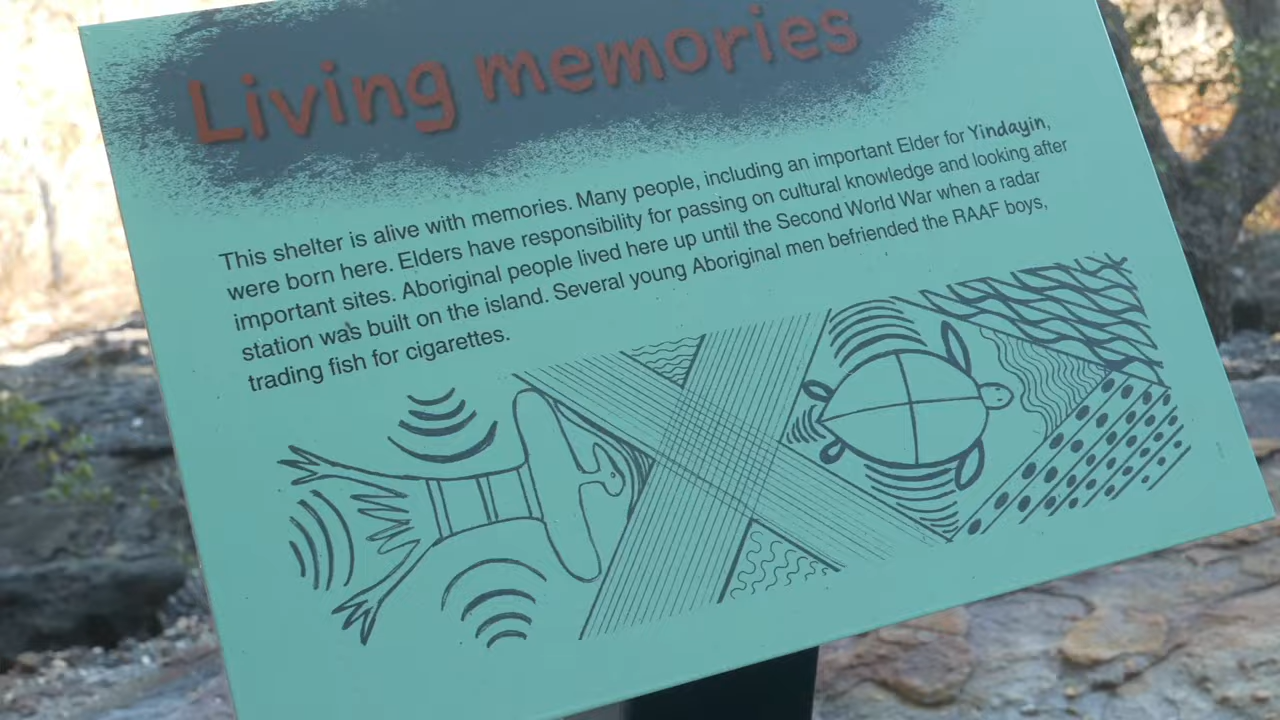 Living memories
This shelter is alive with memories. Many people, including an important Elder for Yindayin,
were born here. Elders have responsibility for passing on cultural knowledge and looking after
important sites. Aboriginal people lived here up until the Second World War when a radar
station was built on the island. Several young Aboriginal men befriended the RAAF boys,
trading fish for cigarettes.